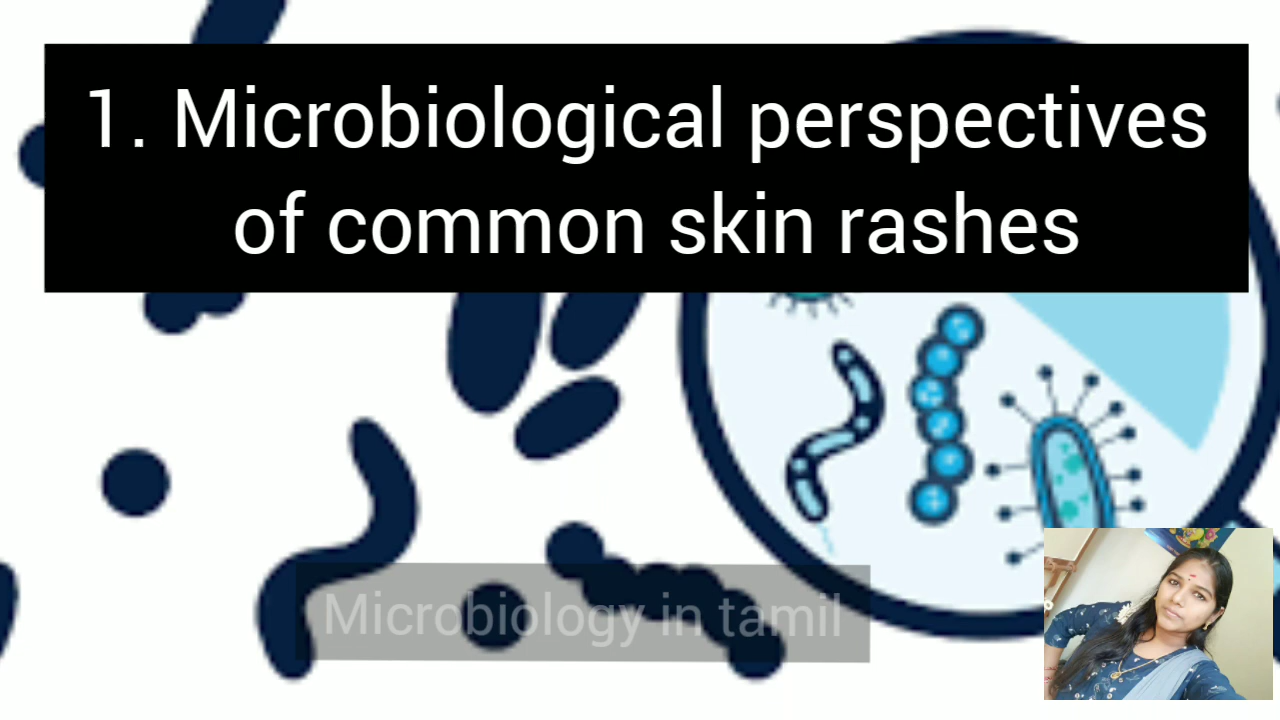 1. Microbiological perspectives
of common skin rashes
Microbiology in tamil